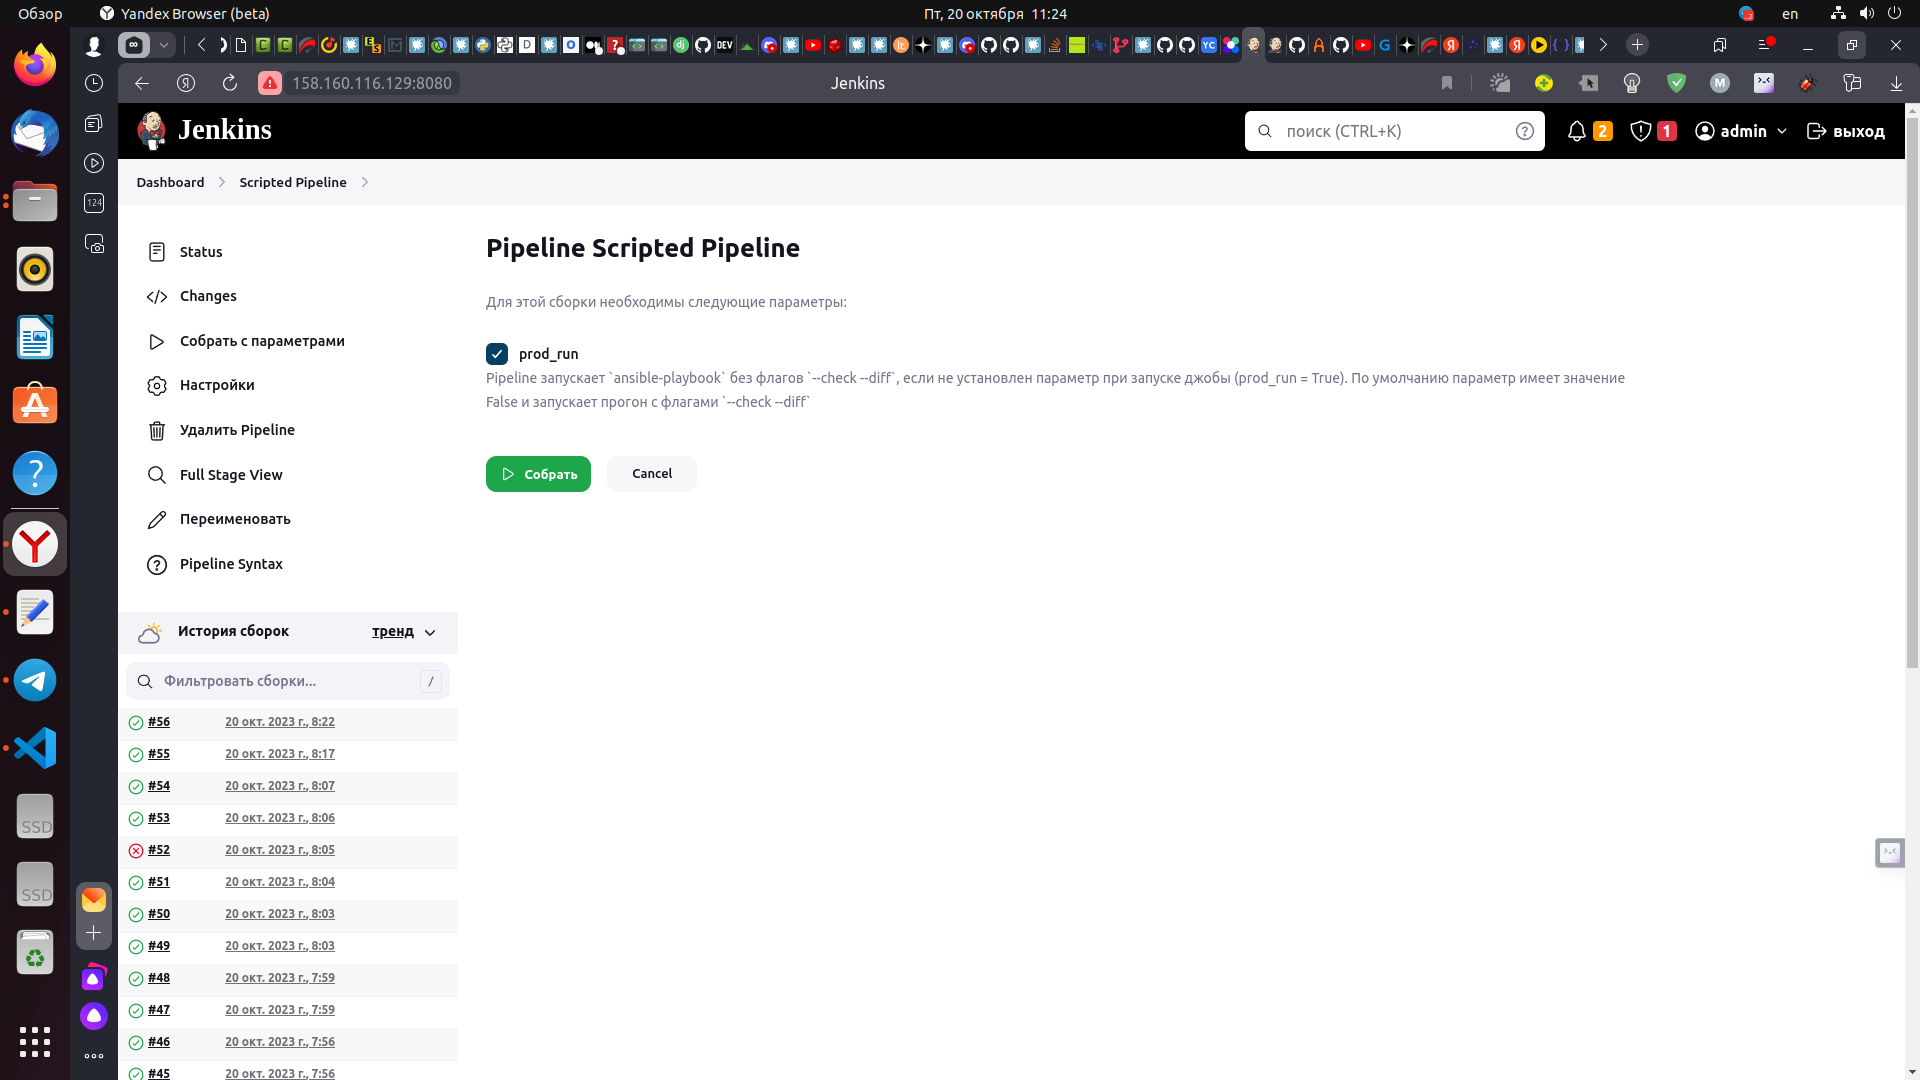 Обзор
Yandex Browser (beta)
Пт, 20 октября 11:24
en
158.160.116.129:8080
Jenkins
Jenkins
поиск (CTRL+K)
2
1
admin
выход
Dashboard
Scripted Pipeline
Status
Changes
Собрать с параметрами
Настройки
Удалить Pipeline
Full Stage View
Переименовать
Pipeline Syntax
Pipeline Scripted Pipeline
Для этой сборки необходимы следующие параметры:
prod_run
Pipeline запускает `ansible-playbook` без флагов `--check --diff`, если не установлен параметр при запуске джобы (prod_run = True). По умолчанию параметр имеет значение
False и запускает прогон с флагами `--check --diff`
Собрать
Cancel
История сборок
тренд
Фильтровать сборки...
/
#56 20 окт. 2023 г., 8:22
#55 20 окт. 2023 г., 8:17
#54 20 окт. 2023 г., 8:07
#53 20 окт. 2023 г., 8:06
#52 20 окт. 2023 г., 8:05
#51 20 окт. 2023 г., 8:04
#50 20 окт. 2023 г., 8:03
#49 20 окт. 2023 г., 8:03
#48 20 окт. 2023 г., 7:59
#47 20 окт. 2023 г., 7:59
#46 20 окт. 2023 г., 7:56
#45 20 окт. 2023 г., 7:56
124
SSD
SSD